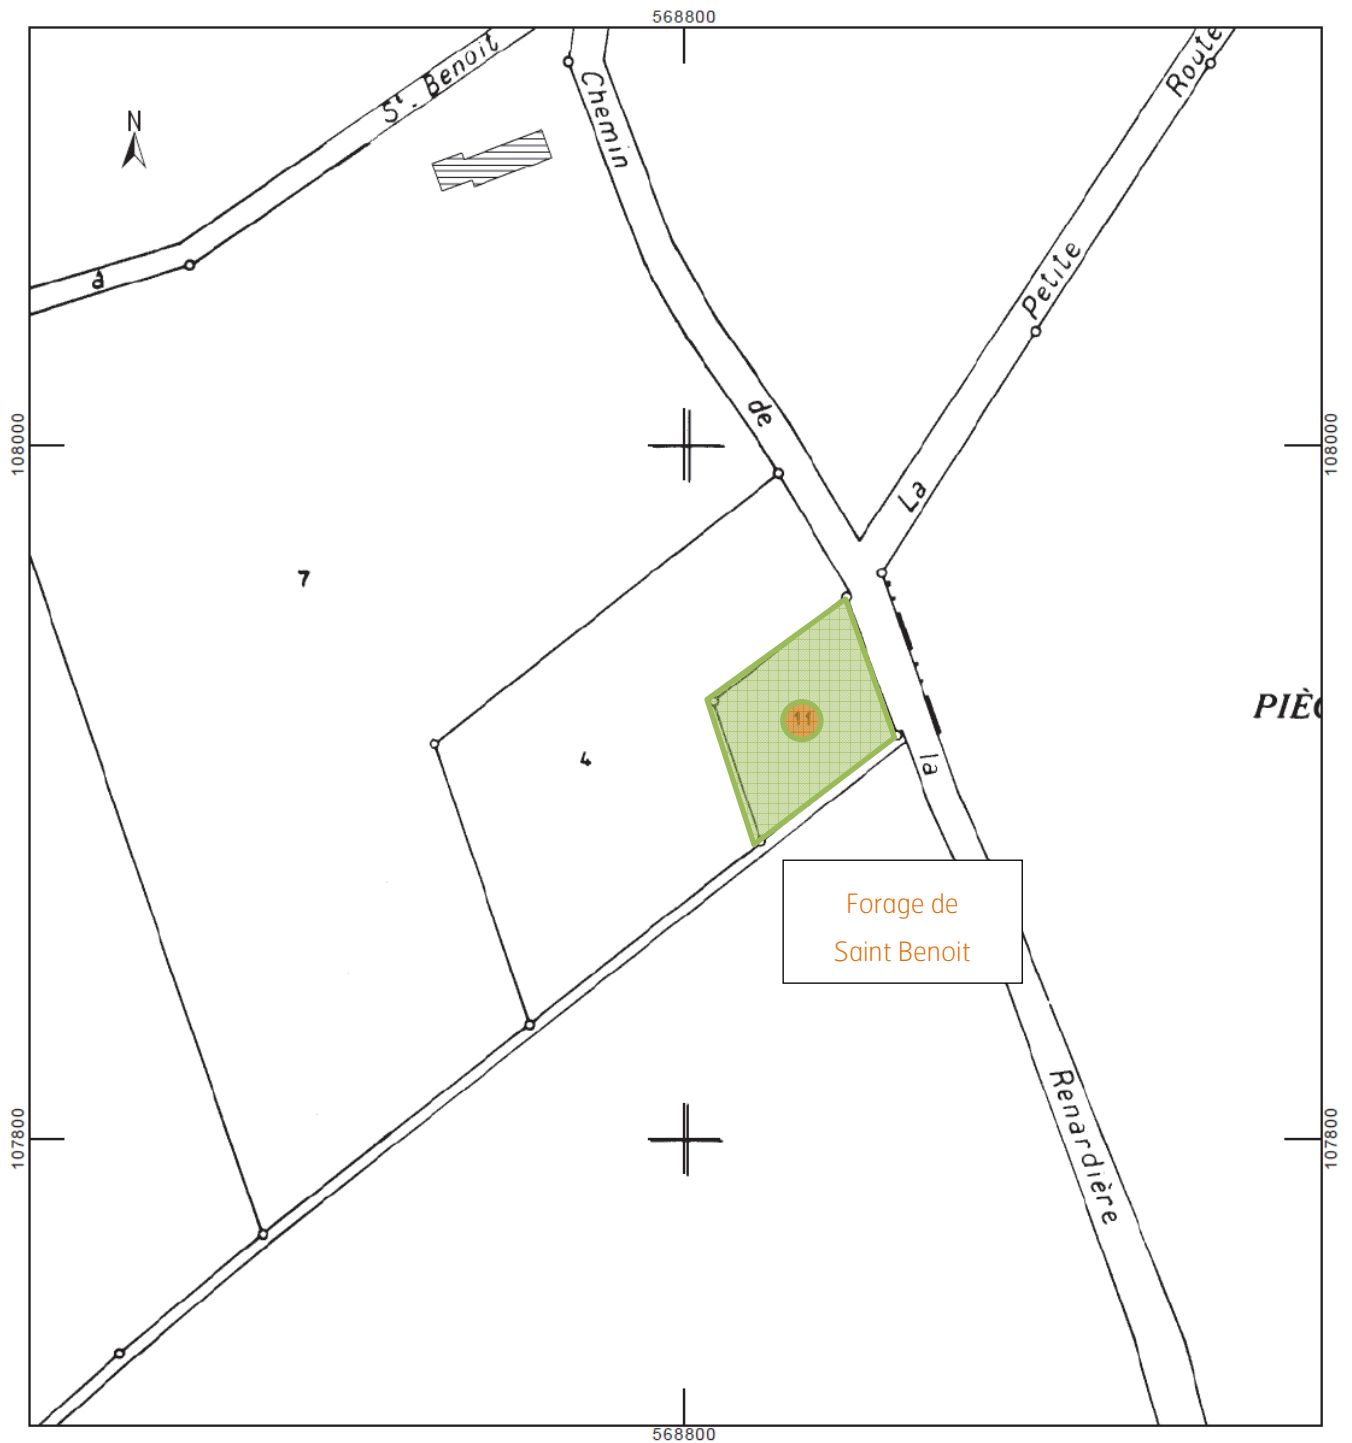 568800
St. Benoit
Chemin
Route
N
Petite
à
de
108000
108000
La
7
PIÈ
11
4
la
Forage de
Saint Benoit
107800
107800
Renardière
568800